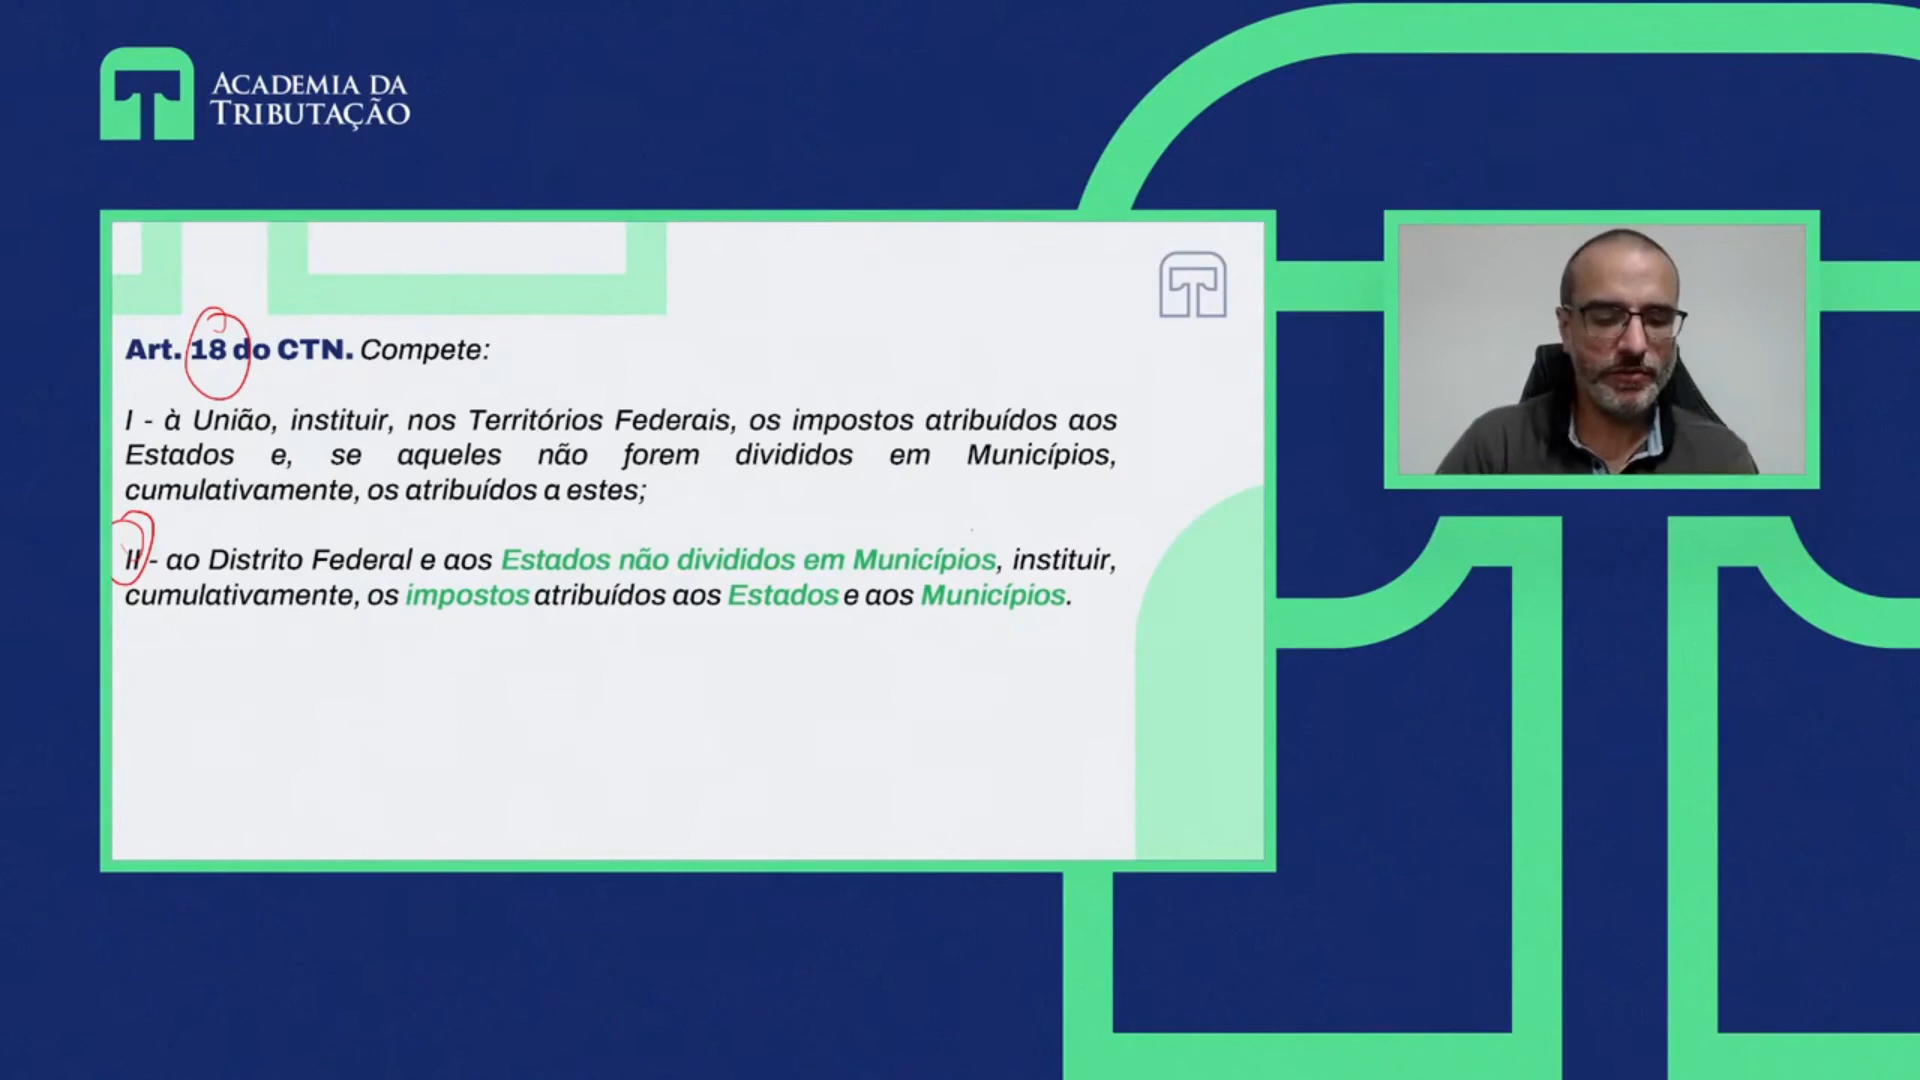 ACADEMIA DA
TRIBUTAÇÃO
Art. 18 do CTN. Compete:
I - à União, instituir, nos Territórios Federais, os impostos atribuídos aos
Estados e, se aqueles não forem divididos em Municípios,
cumulativamente, os atribuídos a estes;
II - ao Distrito Federal e aos Estados não divididos em Municípios, instituir,
cumulativamente, os impostos atribuídos aos Estados e aos Municípios.